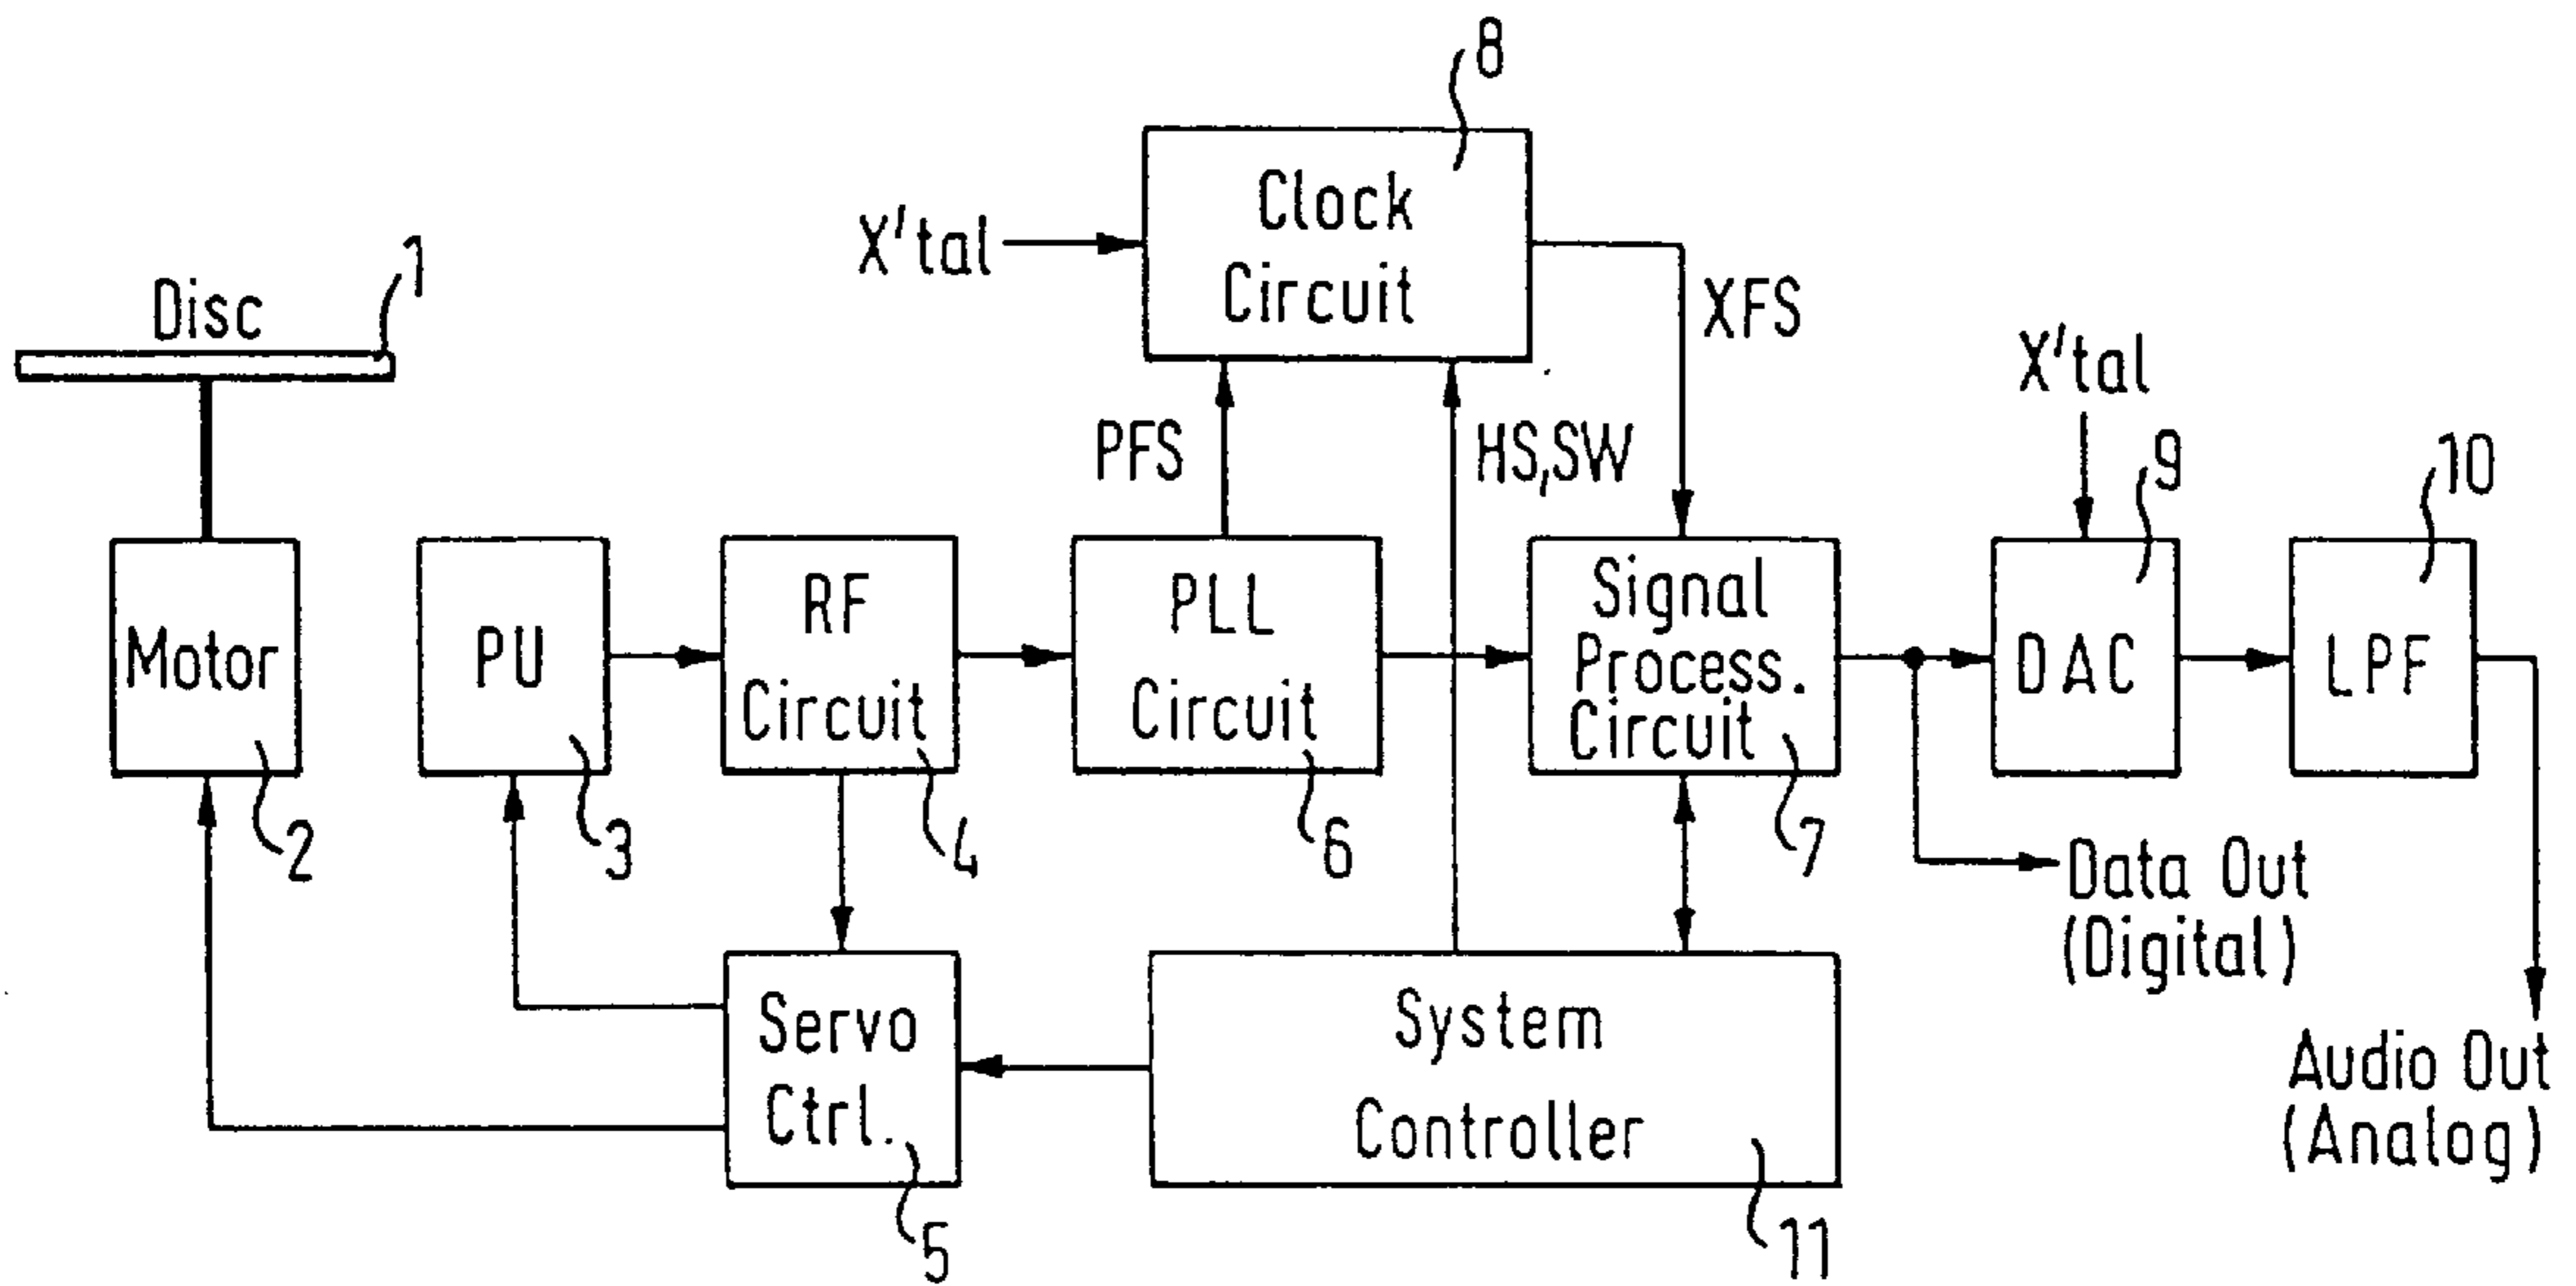 8
Clock
Circuit
X'tal
XFS
Disc
1
X'tal
PFS
HS,SW
9
10
Motor
2
PU
3
RF
Circuit
4
PLL
Circuit
6
Signal
Process.
Circuit
7
DAC
LPF
Data Out
(Digital)
Servo
Ctrl.
5
System
Controller
11
Audio Out
(Analog)